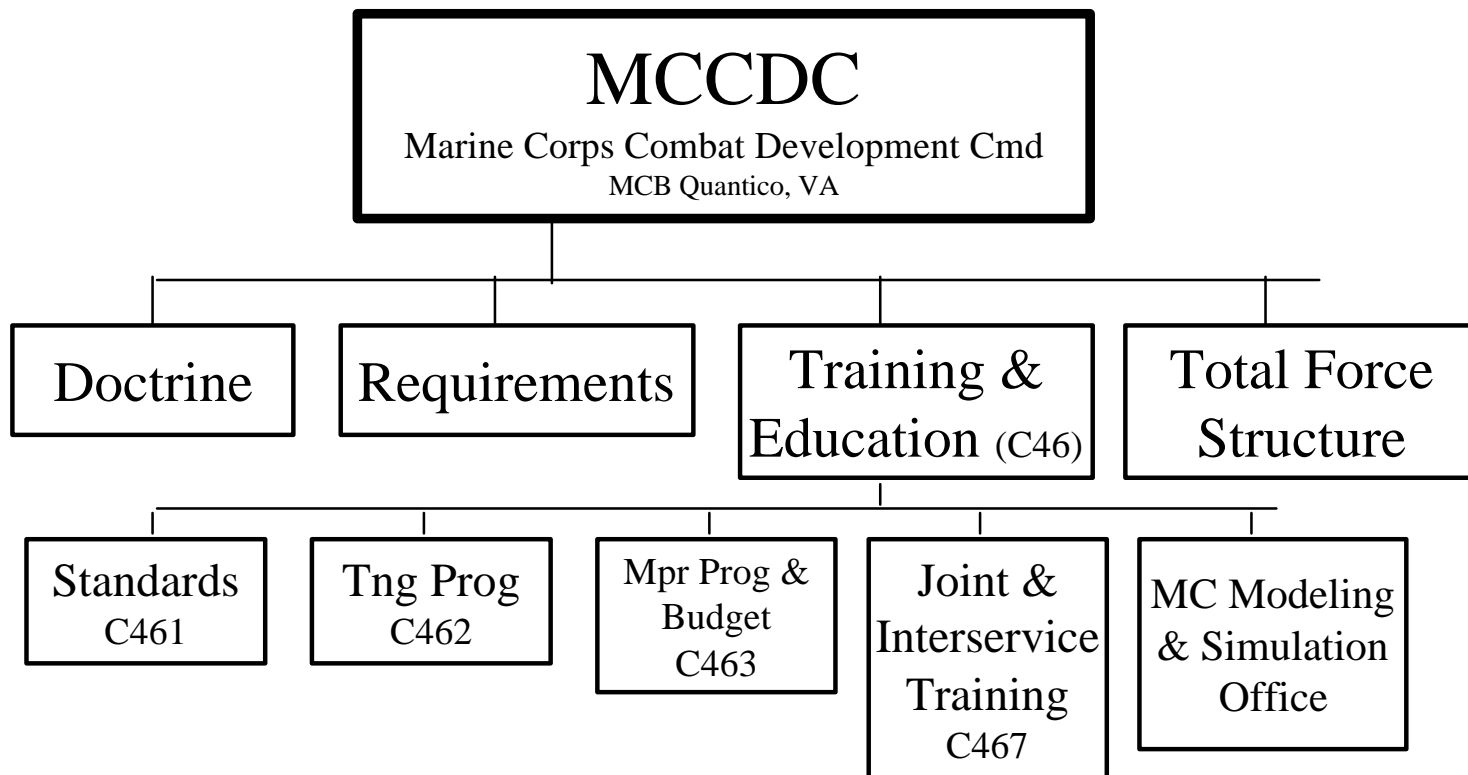 MCCDC
Marine Corps Combat Development Cmd
MCB Quantico, VA
Doctrine
Requirements
Training &
Education (C46)
Total Force
Structure
Standards
C461
Tng Prog
C462
Mpr Prog &
Budget
C463
Joint &
Interservice
Training
C467
MC Modeling
& Simulation
Office